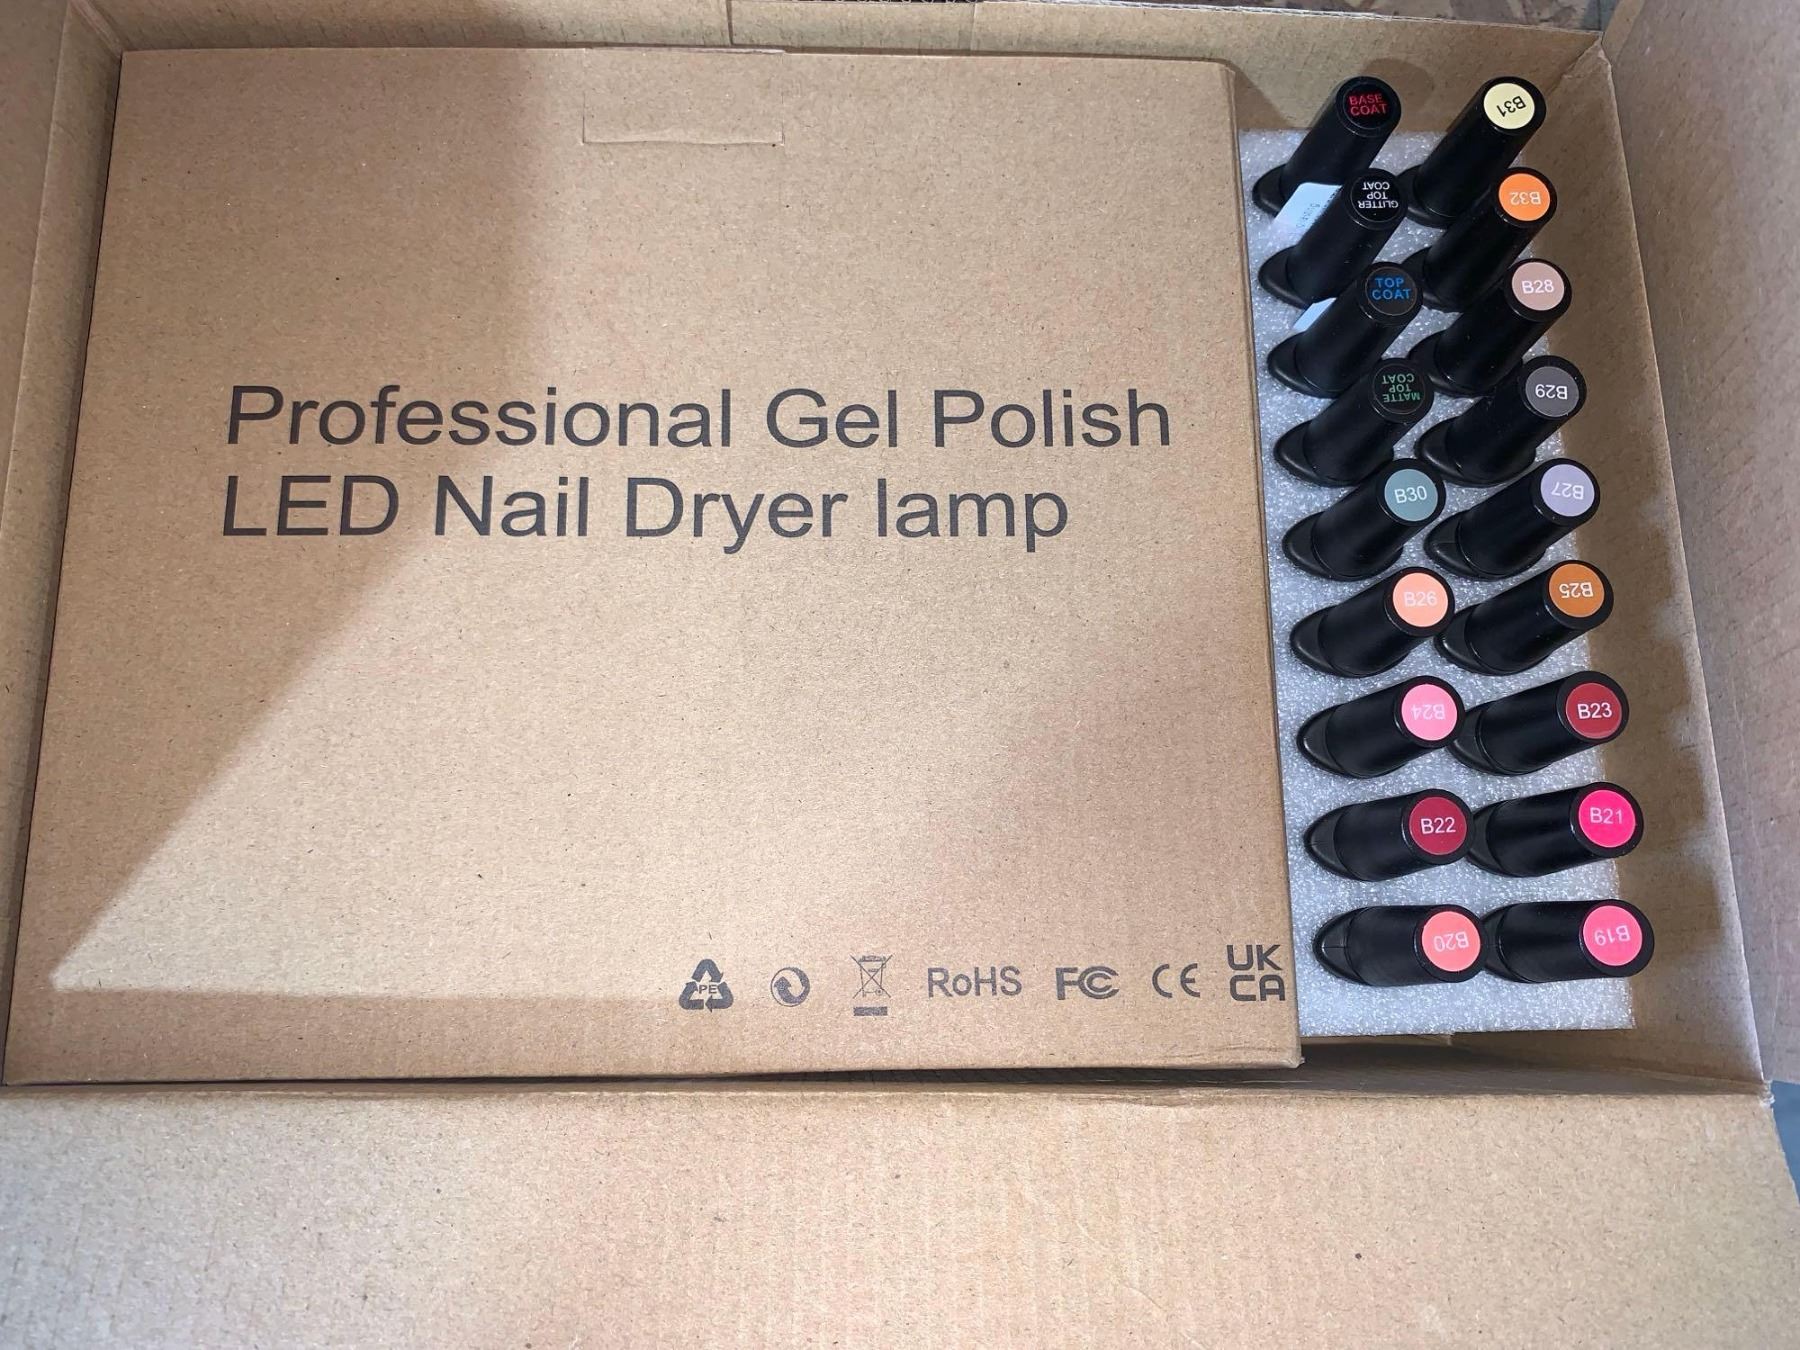 Professional Gel Polish
LED Nail Dryer lamp
PE
RoHS
FC
CE
UK
CA
BASE
COAT
B31
GLITTER
TOP
COAT
B32
TOP
COAT
B28
MATTE
TOP
COAT
B29
B30
B27
B26
B25
B24
B23
B22
B21
B20
B19